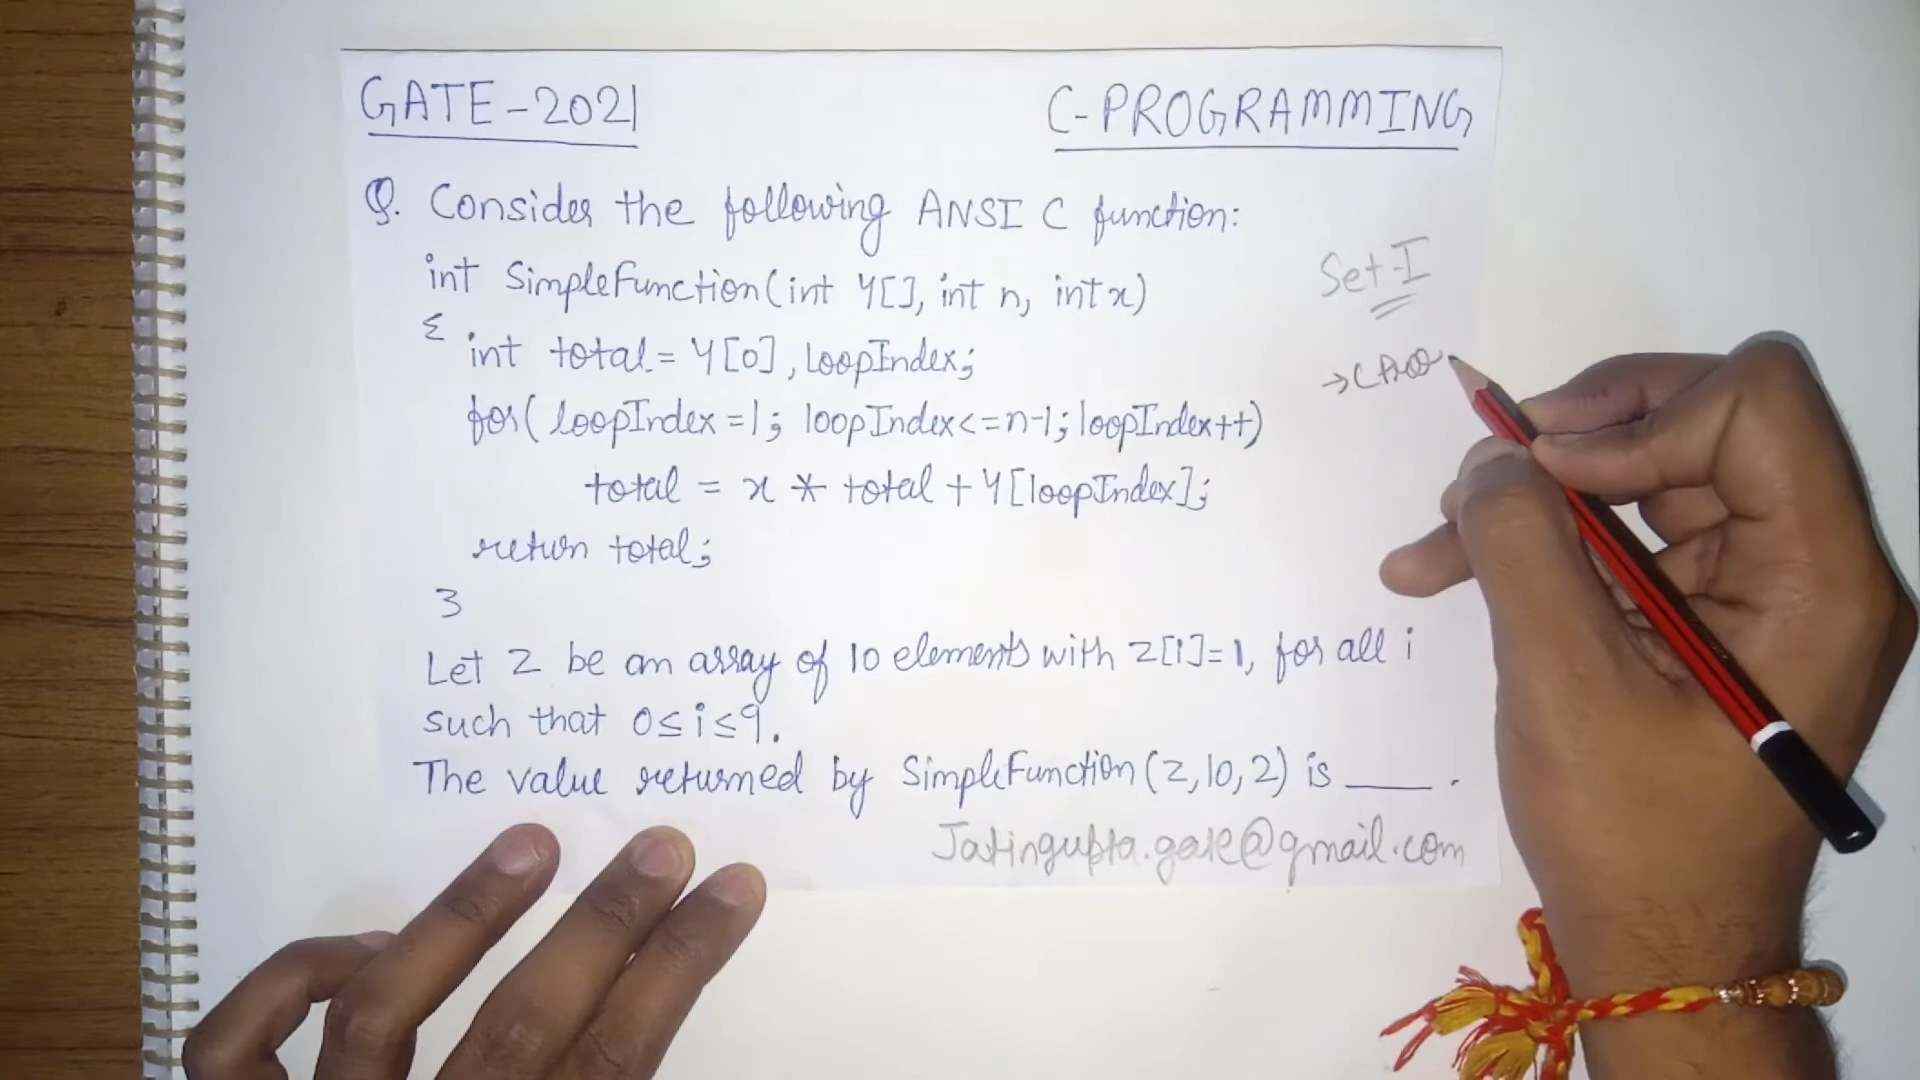 GATE-2021
C-PROGRAMMING
Q. Consider the following ANSI C function:
int SimpleFunction(int Y[], int n, int x)
{
int total = Y[0], LoopIndex;
for( loopIndex =1; loopIndex<=n-1; loopIndex++)
total = x * total + Y[loopIndex];
return total;
}
Let Z be an array of 10 elements with Z[i]=1, for all i
such that 0≤i≤9.
The value returned by SimpleFunction(Z,10,2) is ____.
Jatingupta.gate@gmail.com
Set-I
→C Pro